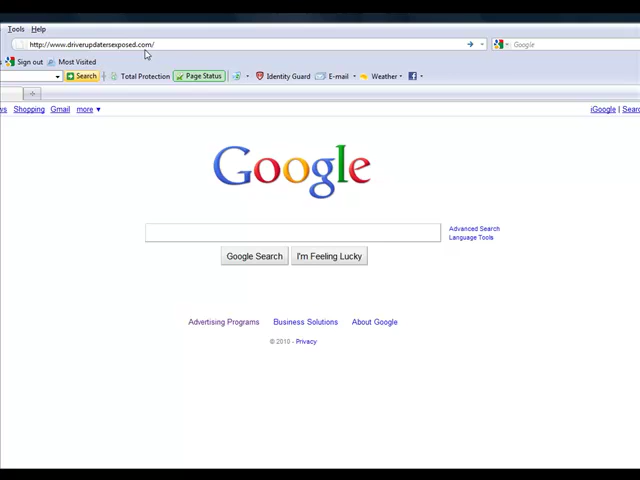 Tools Help
http://www.driverupdatersexposed.com/ Google
Sign out Most Visited
Search Total Protection Page Status Identity Guard E-mail Weather
Shopping Gmail more ▼ iGoogle |
Google
Advanced Search
Language Tools
Google Search I'm Feeling Lucky
Advertising Programs Business Solutions About Google
© 2010 - Privacy